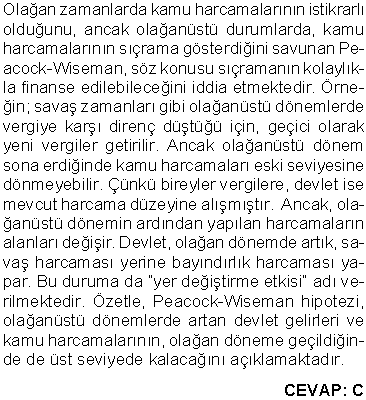 Olağan zamanlarda kamu harcamalarının istikrarlı
olduğunu, ancak olağanüstü durumlarda, kamu
harcamalarının sıçrama gösterdiğini savunan Pe-
acock-Wiseman, söz konusu sıçramanın kolaylık-
la finanse edilebileceğini iddia etmektedir. Örne-
ğin; savaş zamanları gibi olağanüstü dönemlerde
vergiye karşı direnç düştüğü için, geçici olarak
yeni vergiler getirilir. Ancak olağanüstü dönem
sona erdiğinde kamu harcamaları eski seviyesine
dönmeyebilir. Çünkü bireyler vergilere, devlet ise
mevcut harcama düzeyine alışmıştır. Ancak, ola-
ğanüstü dönemin ardından yapılan harcamaların
alanları değişir. Devlet, olağan dönemde artık, sa-
vaş harcaması yerine bayındırlık harcaması ya-
par. Bu duruma da "yer değiştirme etkisi" adı ve-
rilmektedir. Özetle, Peacock-Wiseman hipotezi,
olağanüstü dönemlerde artan devlet gelirleri ve
kamu harcamalarının, olağan döneme geçildiğin-
de de üst seviyede kalacağını açıklamaktadır.
CEVAP: C